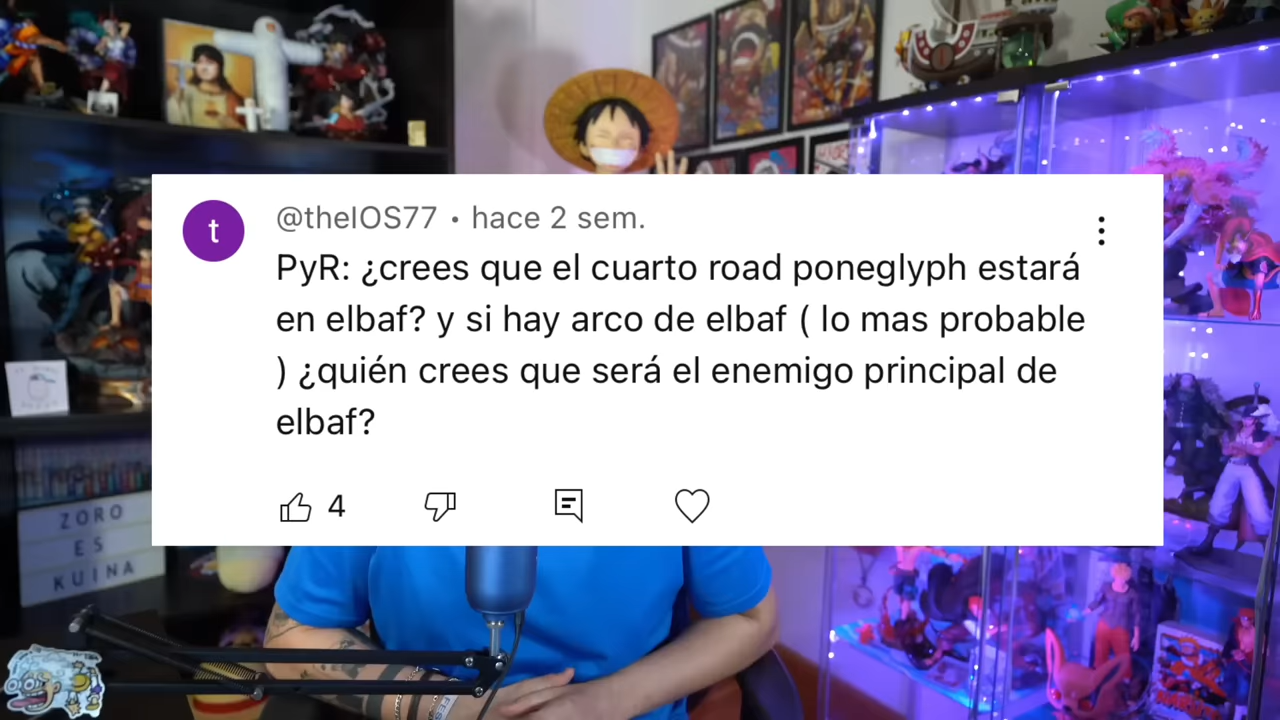 @theIOS77 • hace 2 sem.
PyR: ¿crees que el cuarto road poneglyph estará
en elbaf? y si hay arco de elbaf ( lo mas probable
) ¿quién crees que será el enemigo principal de
elbaf?
4
t
ZORO
ES
KUINA